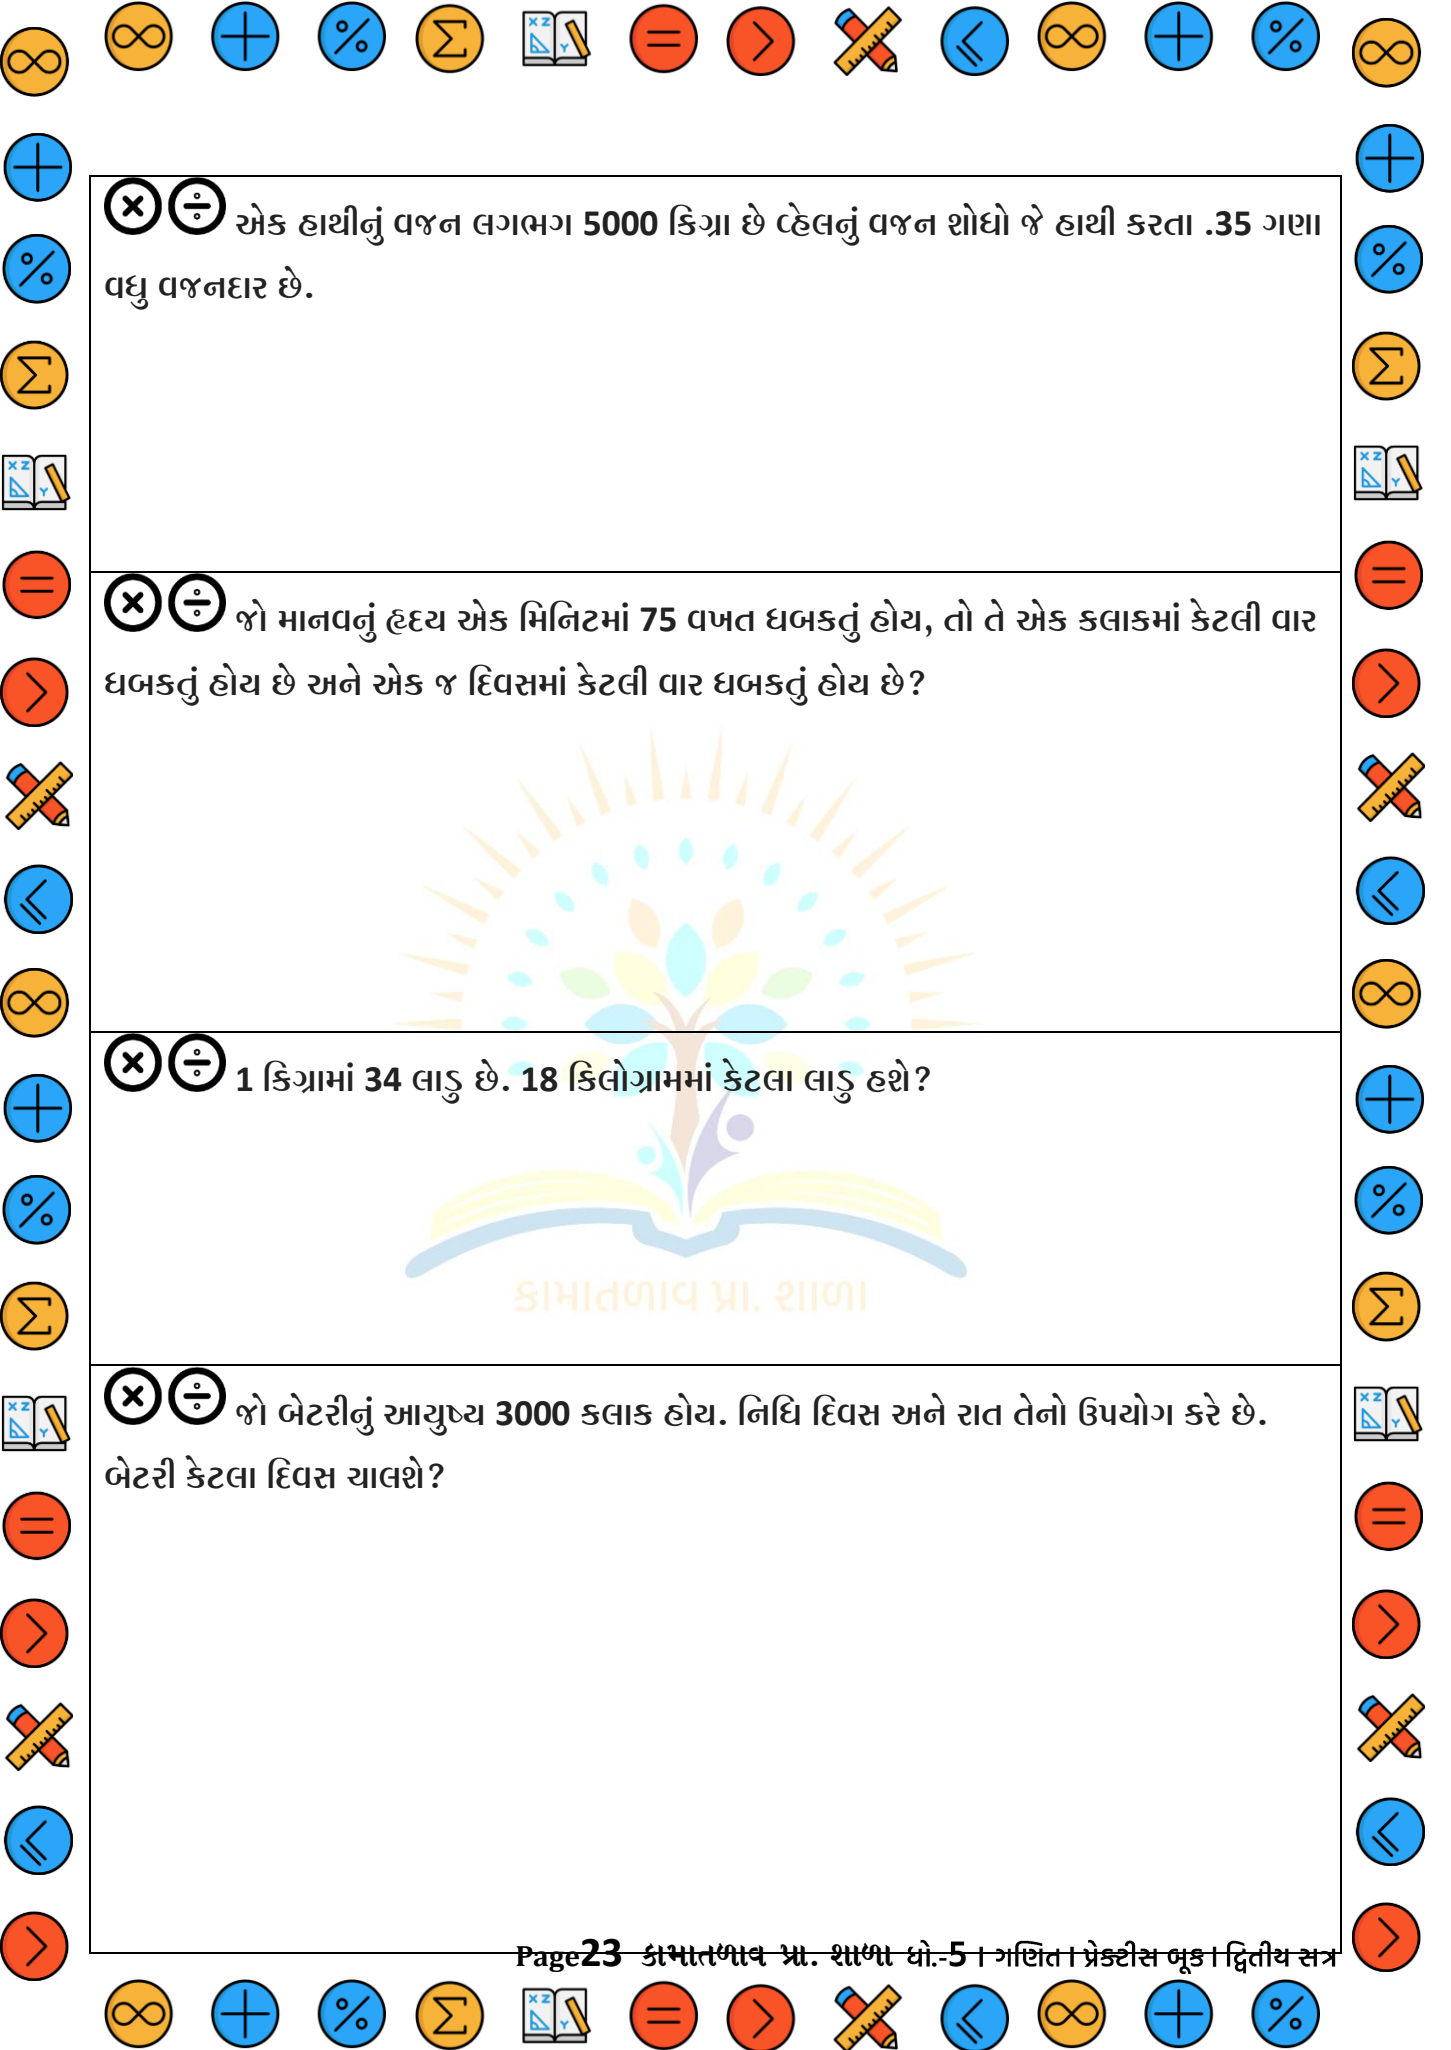 એક હાથીનું વજન લગભગ 5000 કિગ્રા છે વ્હેલનું વજન શોધો જે હાથી કરતા .35 ગણા
વધુ વજનદાર છે.
જો માનવનું હૃદય એક મિનિટમાં 75 વખત ધબકતું હોય, તો તે એક કલાકમાં કેટલી વાર
ધબકતું હોય છે અને એક જ દિવસમાં કેટલી વાર ધબકતું હોય છે?
1 કિગ્રામાં 34 લાડુ છે. 18 કિલોગ્રામમાં કેટલા લાડુ હશે?
કામાતળાવ પ્રા. શાળા
જો બેટરીનું આયુષ્ય 3000 કલાક હોય. નિધિ દિવસ અને રાત તેનો ઉપયોગ કરે છે.
બેટરી કેટલા દિવસ ચાલશે?
Page23 કામાતળાવ પ્રા. શાળા ધો.-5 । ગણિત । પ્રેક્ટીસ બૂક । દ્વિતીય સત્ર